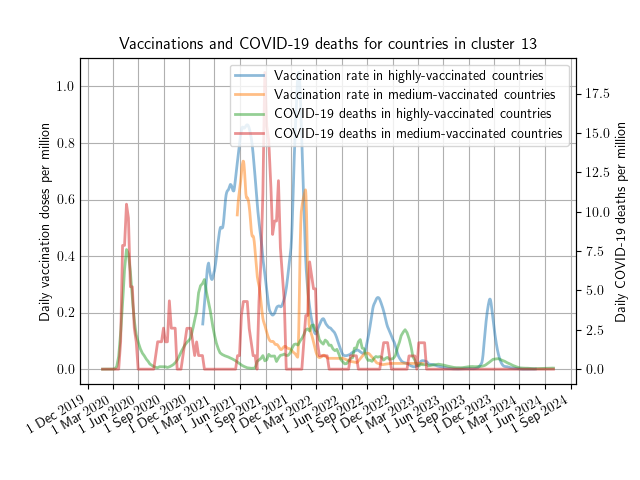 Vaccinations and COVID-19 deaths for countries in cluster 13
Vaccination rate in highly-vaccinated countries
Vaccination rate in medium-vaccinated countries
COVID-19 deaths in highly-vaccinated countries
COVID-19 deaths in medium-vaccinated countries
Daily vaccination doses per million
1.0
0.8
0.6
0.4
0.2
0.0
17.5
15.0
12.5
10.0
7.5
5.0
2.5
0.0
Daily COVID-19 deaths per million
1 Dec 2019
1 Mar 2020
1 Jun 2020
1 Sep 2020
1 Dec 2020
1 Mar 2021
1 Jun 2021
1 Sep 2021
1 Dec 2021
1 Mar 2022
1 Jun 2022
1 Sep 2022
1 Dec 2022
1 Mar 2023
1 Jun 2023
1 Sep 2023
1 Dec 2023
1 Mar 2024
1 Jun 2024
1 Sep 2024